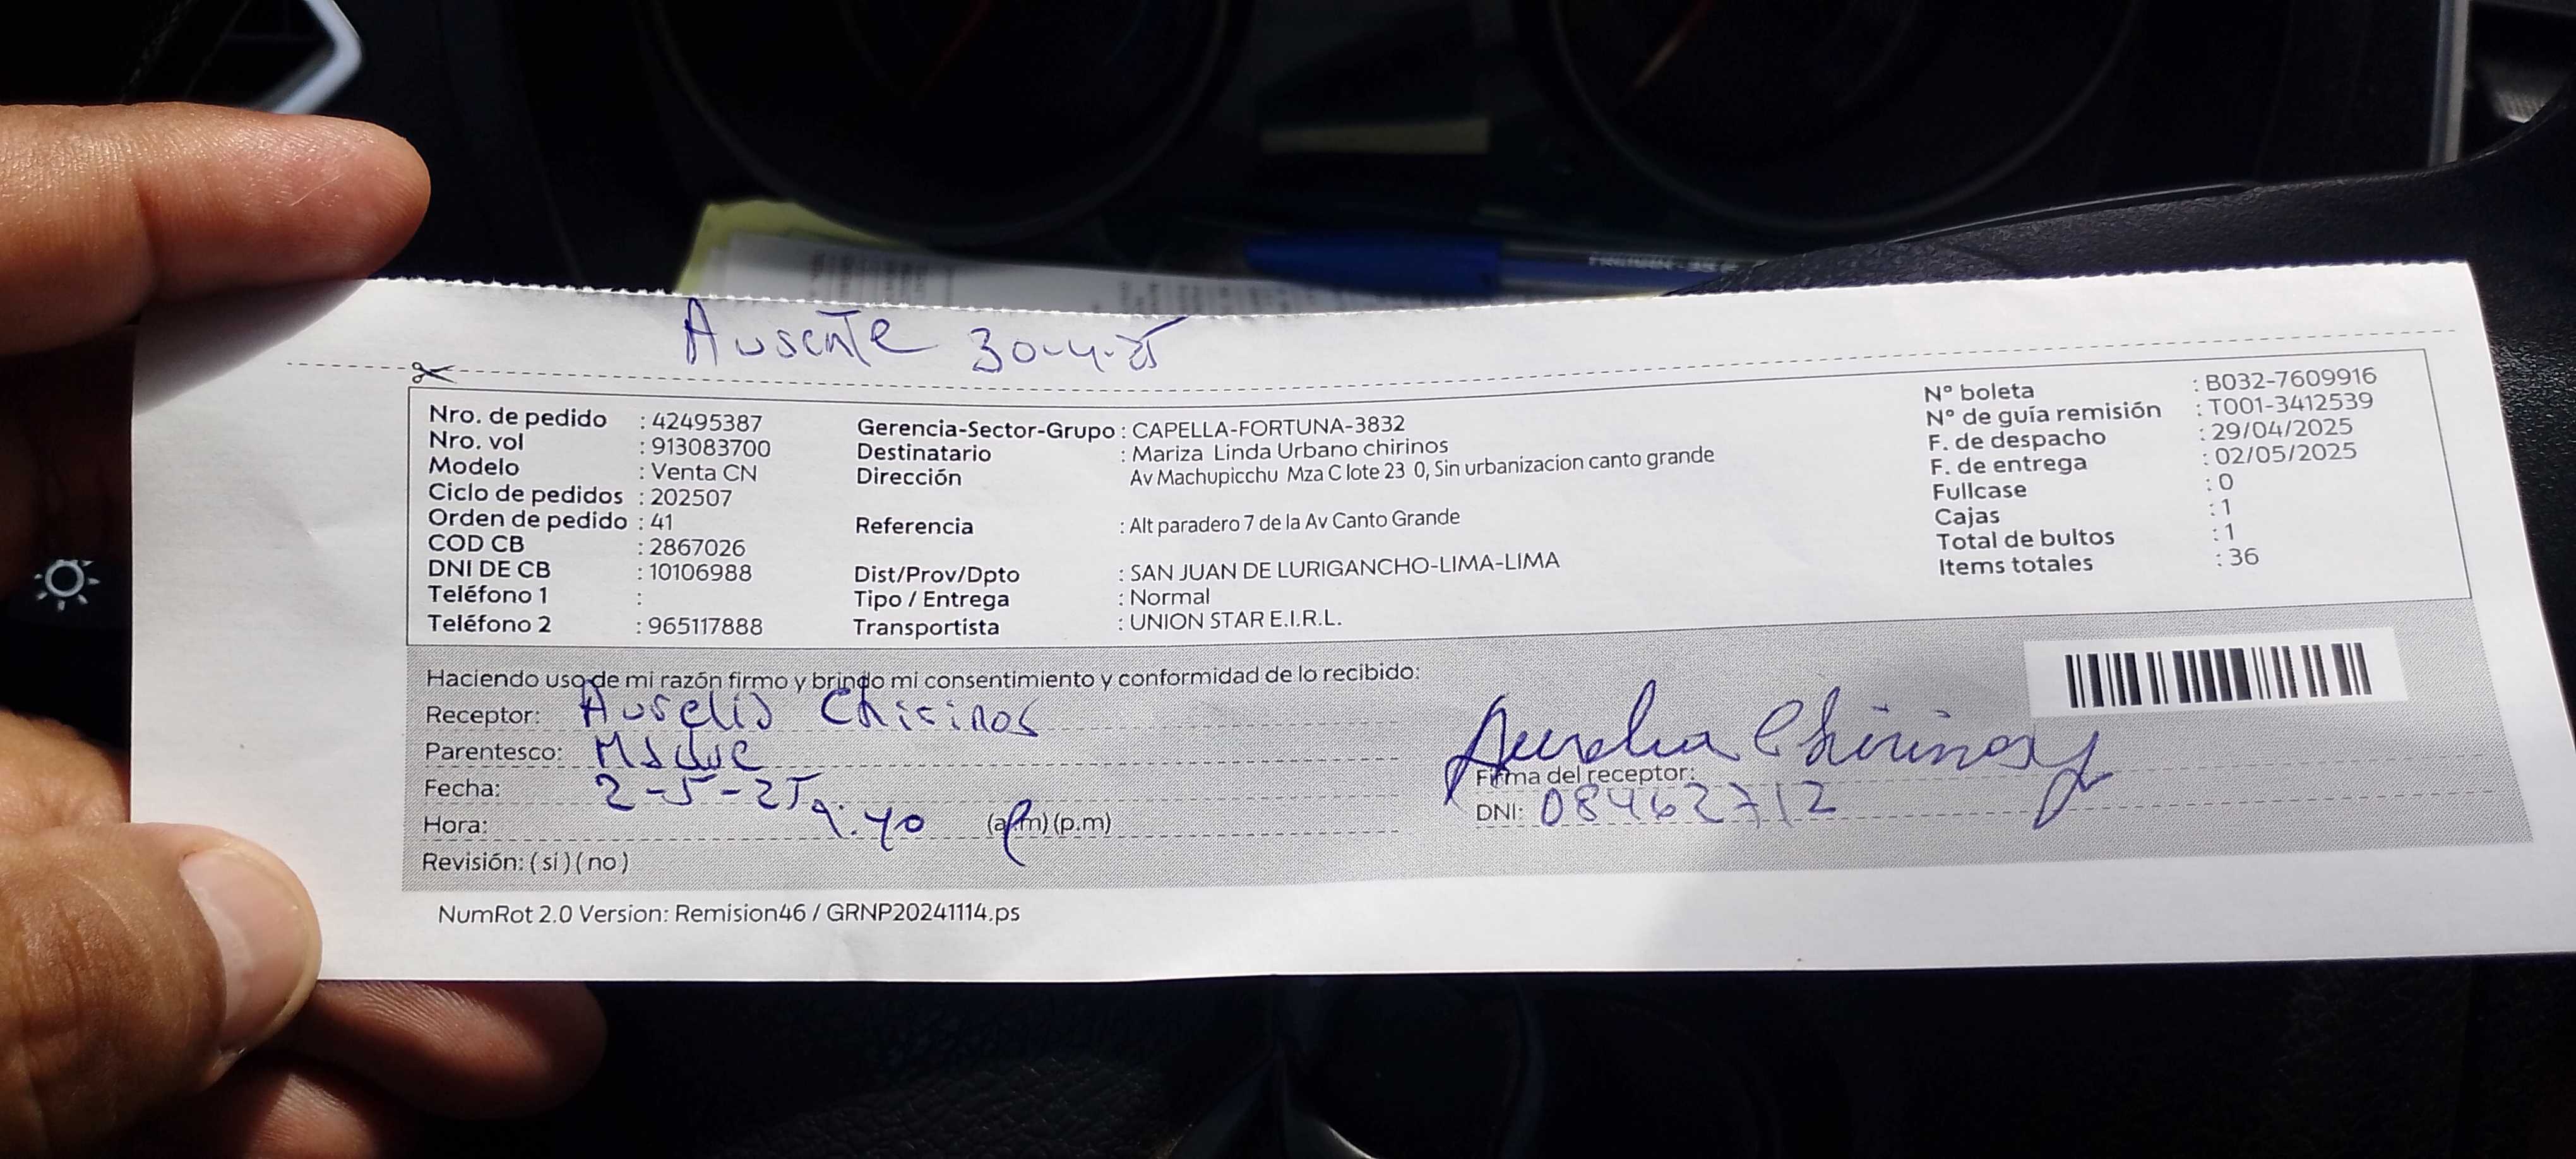 Ausente 30-4-25
Nro. de pedido : 42495387
Nro. vol : 913083700
Modelo : Venta CN
Ciclo de pedidos : 202507
Orden de pedido : 41
COD CB : 2867026
DNI DE CB : 10106988
Teléfono 1 :
Teléfono 2 : 965117888
Gerencia-Sector-Grupo : CAPELLA-FORTUNA-3832
Destinatario : Mariza Linda Urbano chirinos
Dirección Av Machupicchu Mza C lote 23 0, Sin urbanizacion canto grande
Referencia : Alt paradero 7 de la Av Canto Grande
Dist/Prov/Dpto : SAN JUAN DE LURIGANCHO-LIMA-LIMA
Tipo / Entrega : Normal
Transportista : UNION STAR E.I.R.L.
N° boleta : B032-7609916
N° de guía remisión : T001-3412539
F. de despacho : 29/04/2025
F. de entrega : 02/05/2025
Fullcase : 0
Cajas : 1
Total de bultos : 1
Items totales : 36
Haciendo uso de mi razón firmo y brindo mi consentimiento y conformidad de lo recibido:
Receptor: Aurelia Chirinos
Parentesco: Madre
Fecha: 2-5-25
Hora: 9:40 (a.m) (p.m)
Revisión: ( si ) ( no )
Aurelia Chirinos
Firma del receptor:
DNI: 08462712
NumRot 2.0 Version: Remision46 / GRNP20241114.ps